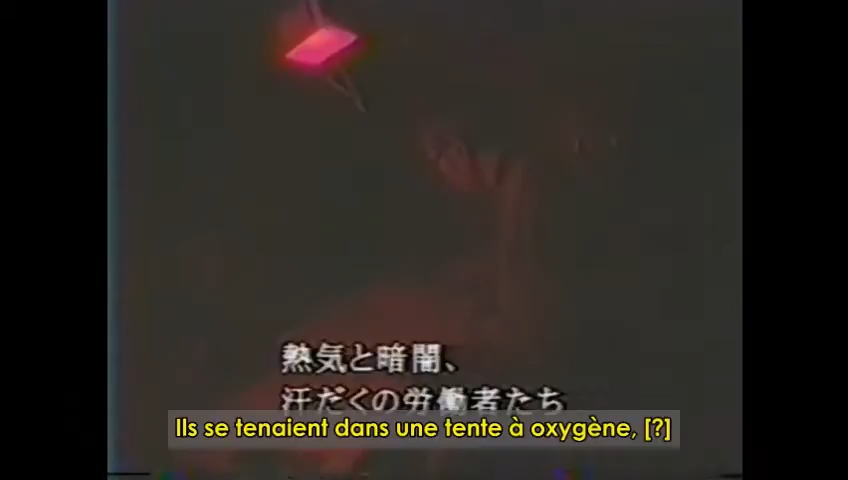 熱気と暗闇、
汗だくの労働者たち
Ils se tenaient dans une tente à oxygène, [?]